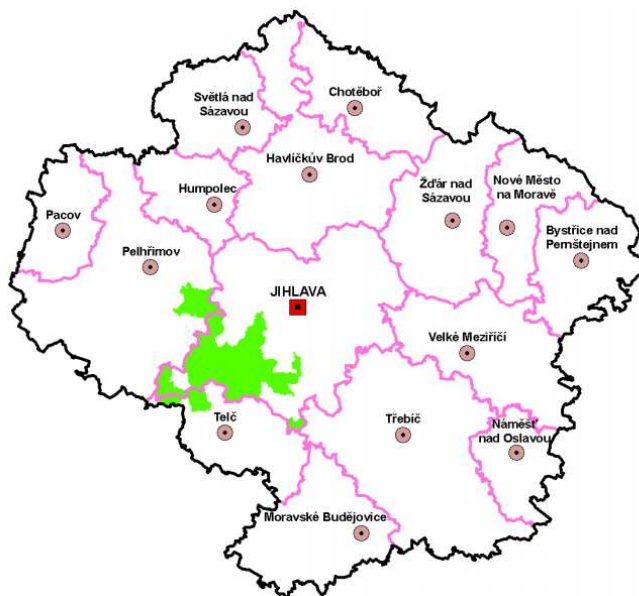 Chotěboř
Světlá nad
Sázavou
Havlíčkův Brod
Humpolec
Žďár nad
Sázavou
Nové Město
na Moravě
Pacov
Pelhřimov
Bystřice nad
Pernštejnem
JIHLAVA
Velké Meziříčí
Telč
Třebíč
Náměšť
nad Oslavou
Moravské Budějovice